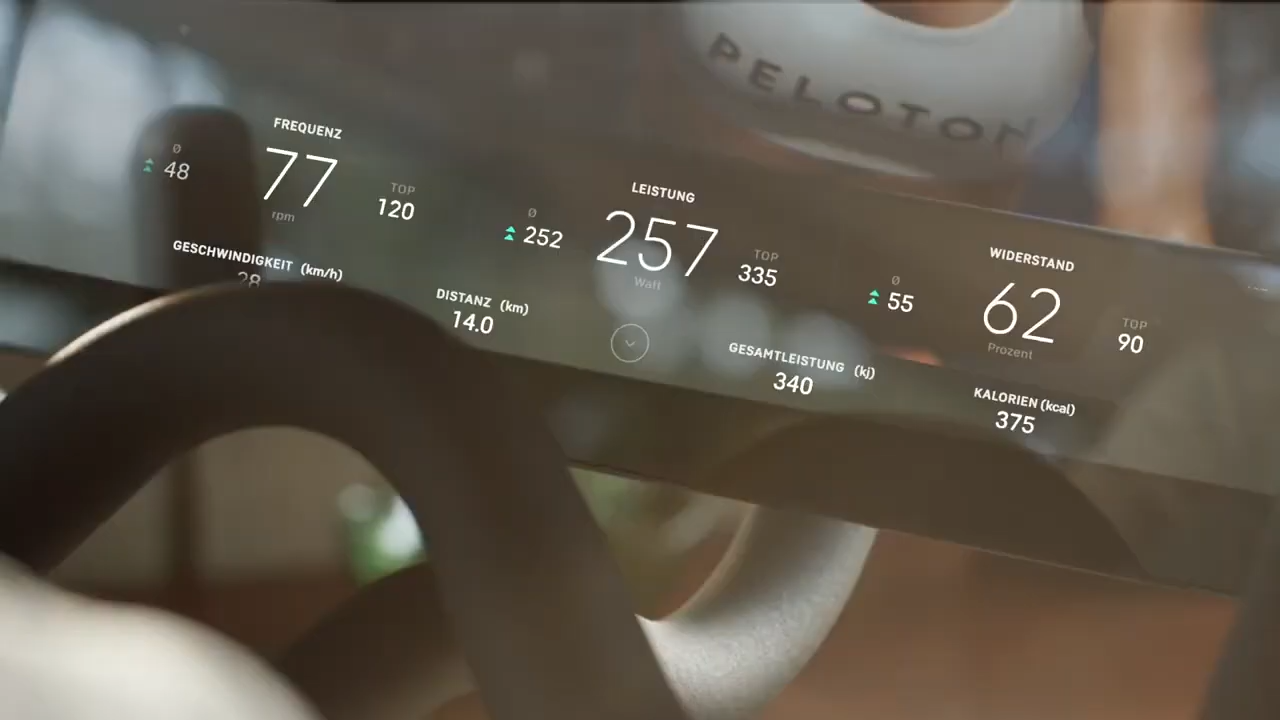 PELOTON
FREQUENZ
Ø
48
77
rpm
TOP
120
LEISTUNG
Ø
252
257
Watt
TOP
335
WIDERSTAND
Ø
55
62
Prozent
TOP
90
GESCHWINDIGKEIT (km/h)
28
DISTANZ (km)
14.0
GESAMTLEISTUNG (kj)
340
KALORIEN (kcal)
375